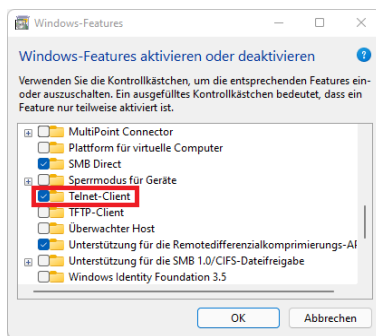 Windows-Features
Windows-Features aktivieren oder deaktivieren
Verwenden Sie die Kontrollkästchen, um die entsprechenden Features ein-
oder auszuschalten. Ein ausgefülltes Kontrollkästchen bedeutet, dass ein
Feature nur teilweise aktiviert ist.
MultiPoint Connector
Plattform für virtuelle Computer
SMB Direct
Sperrmodus für Geräte
Telnet-Client
TFTP-Client
Überwachter Host
Unterstützung für die Remotedifferenzialkomprimierungs-AP
Unterstützung für die SMB 1.0/CIFS-Dateifreigabe
Windows Identity Foundation 3.5
OK
Abbrechen